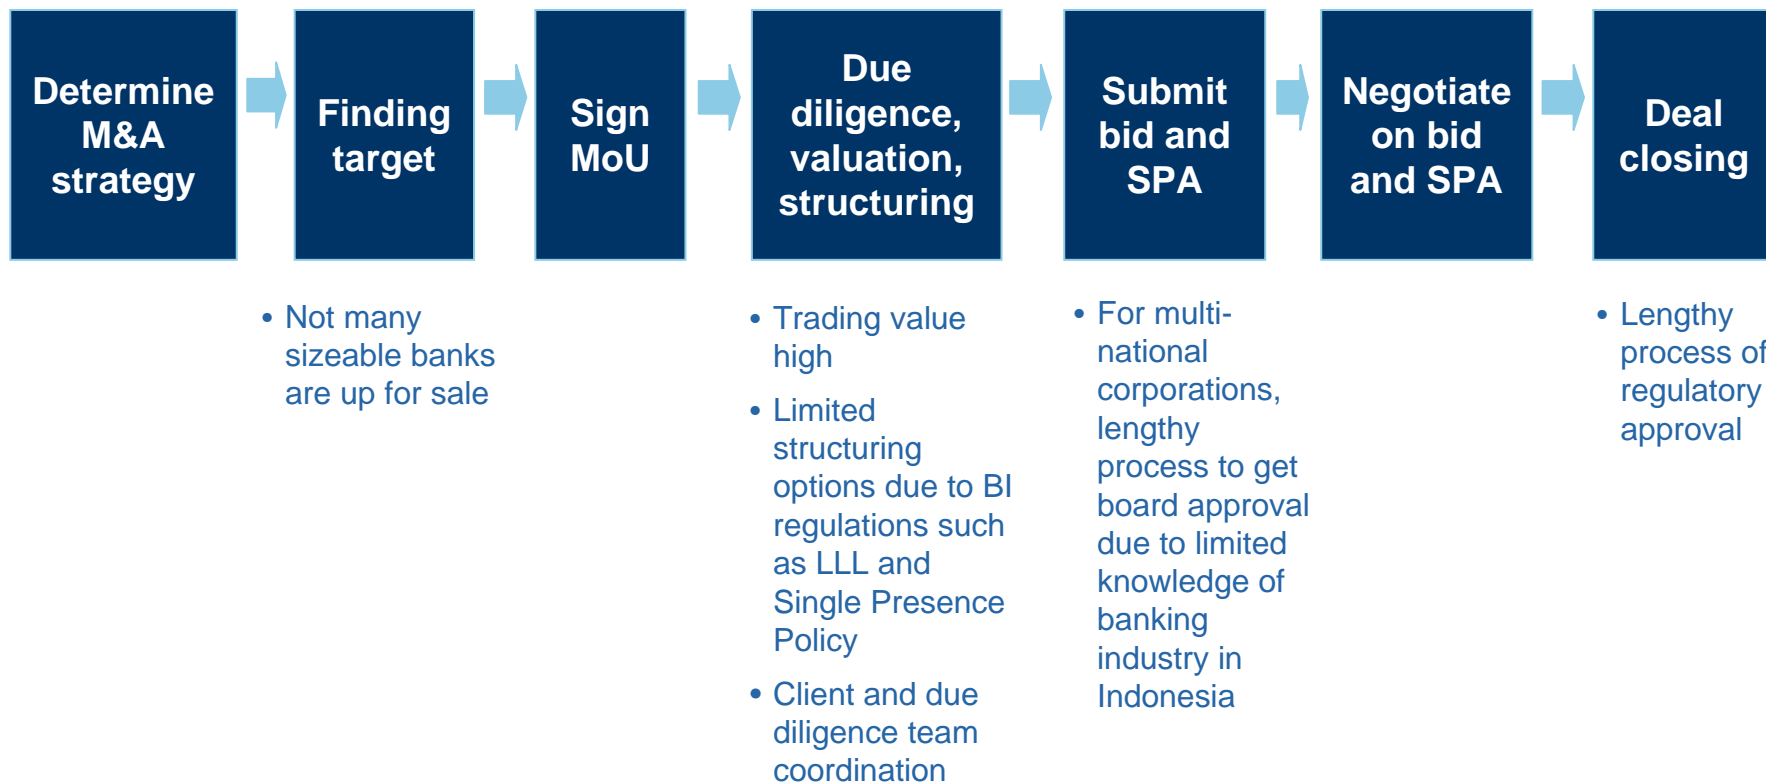 Determine
M&A
strategy
Finding
target
Sign
MoU
Due
diligence,
valuation,
structuring
Submit
bid and
SPA
Negotiate
on bid
and SPA
Deal
closing
• Not many
sizeable banks
are up for sale
• Trading value
high
• Limited
structuring
options due to BI
regulations such
as LLL and
Single Presence
Policy
• Client and due
diligence team
coordination
• For multi-
national
corporations,
lengthy
process to get
board approval
due to limited
knowledge of
banking
industry in
Indonesia
• Lengthy
process of
regulatory
approval